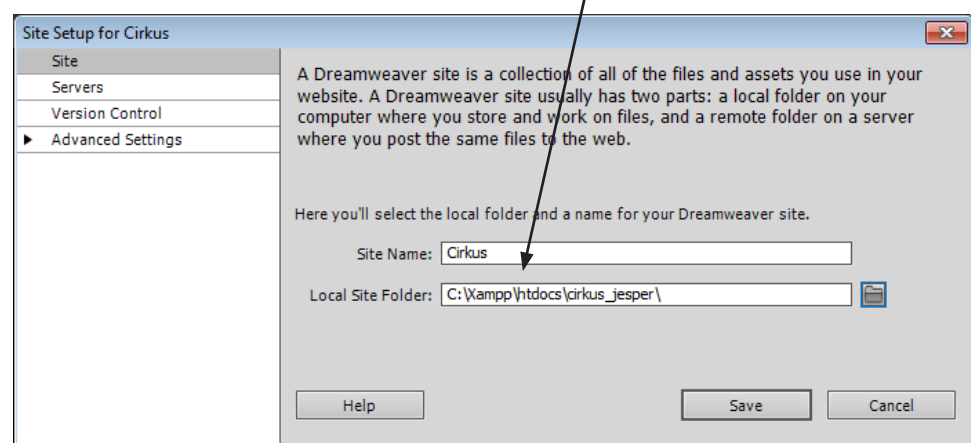 Site Setup for Cirkus
Site
Servers
Version Control
Advanced Settings
A Dreamweaver site is a collection of all of the files and assets you use in your
website. A Dreamweaver site usually has two parts: a local folder on your
computer where you store and work on files, and a remote folder on a server
where you post the same files to the web.
Here you'll select the local folder and a name for your Dreamweaver site.
Site Name: Cirkus
Local Site Folder: C:\Xampp\htdocs\cirkus_jesper\
Help Save Cancel